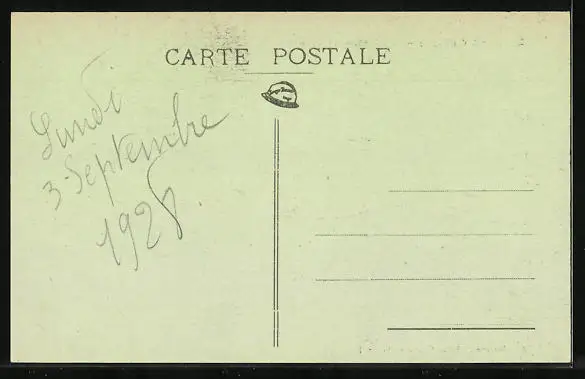 CARTE POSTALE
Lundi
3 Septembre
1928.